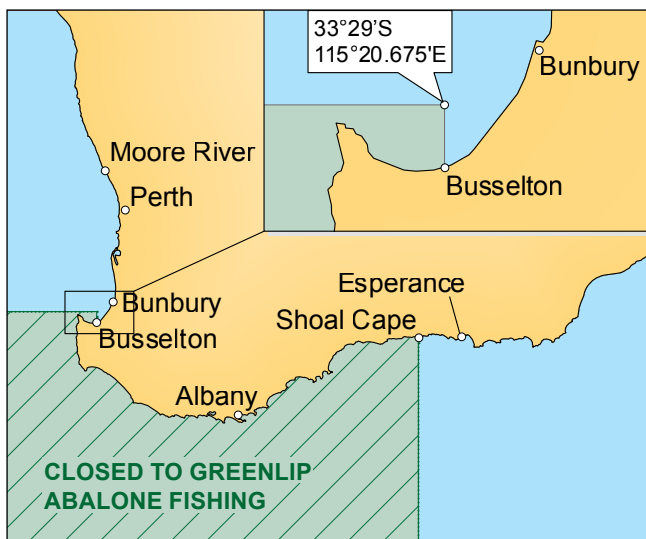 33°29'S
115°20.675'E
Bunbury
Busselton
Moore River
Perth
Bunbury
Busselton
Esperance
Shoal Cape
Albany
CLOSED TO GREENLIP
ABALONE FISHING